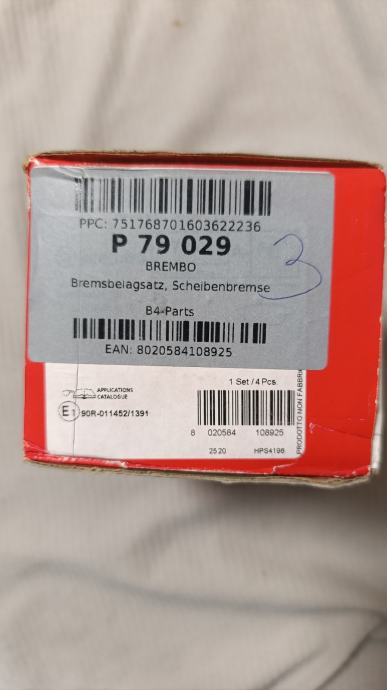 PPC: 751768701603622236
P 79 029
BREMBO
Bremsbelagsatz, Scheibenbremse
3
B4-Parts
EAN: 8020584108925
APPLICATIONS
CATALOGUE
E1 90R-011452/1391
1 Set / 4 Pcs.
8 020584 108925
25 20 HPS4196
PRODOTTO NON FABBRI